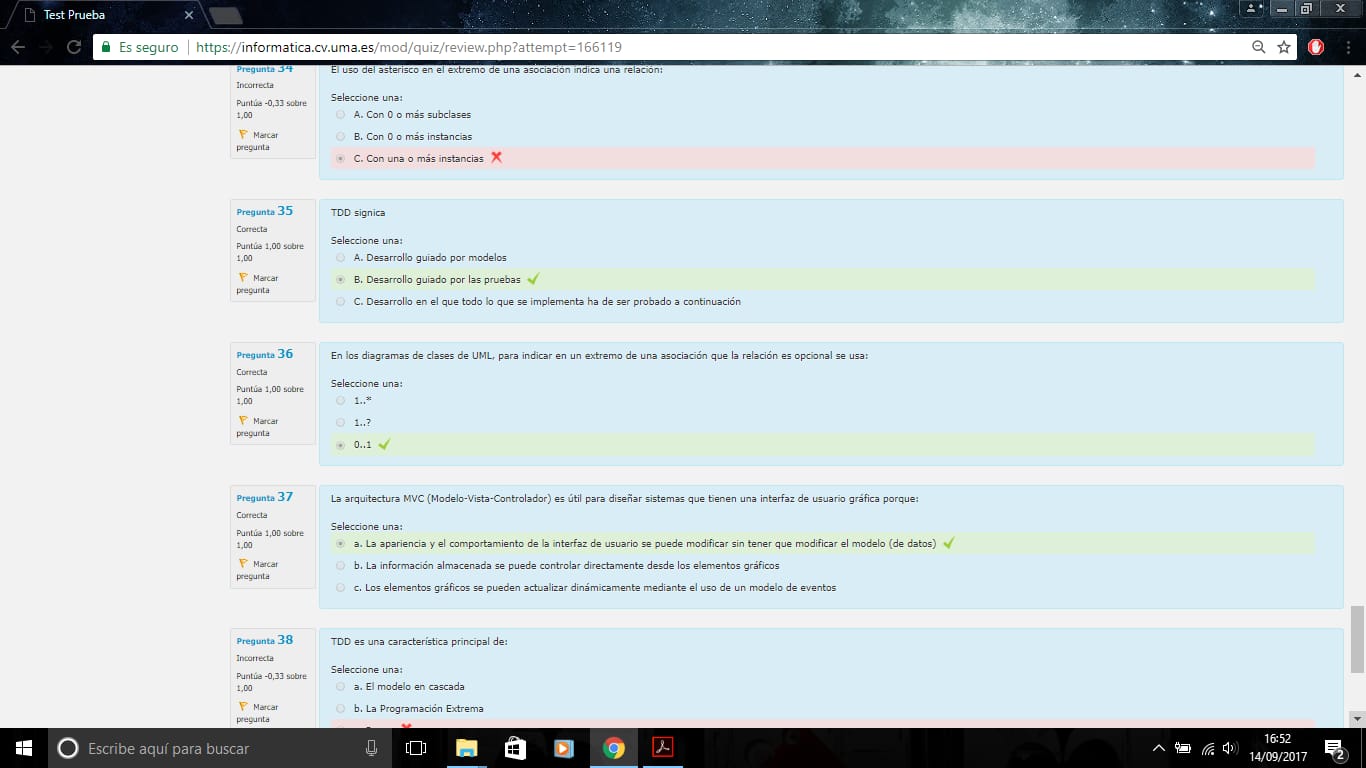 Test Prueba
Es seguro
https://informatica.cv.uma.es/mod/quiz/review.php?attempt=166119
Pregunta 34
Incorrecta
Puntúa -0,33 sobre
1,00
Marcar
pregunta
El uso del asterisco en el extremo de una asociación indica una relación:
Seleccione una:
A. Con 0 o más subclases
B. Con 0 o más instancias
C. Con una o más instancias
Pregunta 35
Correcta
Puntúa 1,00 sobre
1,00
Marcar
pregunta
TDD signica
Seleccione una:
A. Desarrollo guiado por modelos
B. Desarrollo guiado por las pruebas
C. Desarrollo en el que todo lo que se implementa ha de ser probado a continuación
Pregunta 36
Correcta
Puntúa 1,00 sobre
1,00
Marcar
pregunta
En los diagramas de clases de UML, para indicar en un extremo de una asociación que la relación es opcional se usa:
Seleccione una:
1..*
1..?
0..1
Pregunta 37
Correcta
Puntúa 1,00 sobre
1,00
Marcar
pregunta
La arquitectura MVC (Modelo-Vista-Controlador) es útil para diseñar sistemas que tienen una interfaz de usuario gráfica porque:
Seleccione una:
a. La apariencia y el comportamiento de la interfaz de usuario se puede modificar sin tener que modificar el modelo (de datos)
b. La información almacenada se puede controlar directamente desde los elementos gráficos
c. Los elementos gráficos se pueden actualizar dinámicamente mediante el uso de un modelo de eventos
Pregunta 38
Incorrecta
Puntúa -0,33 sobre
1,00
Marcar
pregunta
TDD es una característica principal de:
Seleccione una:
a. El modelo en cascada
b. La Programación Extrema
Escribe aquí para buscar
16:52
14/09/2017
2